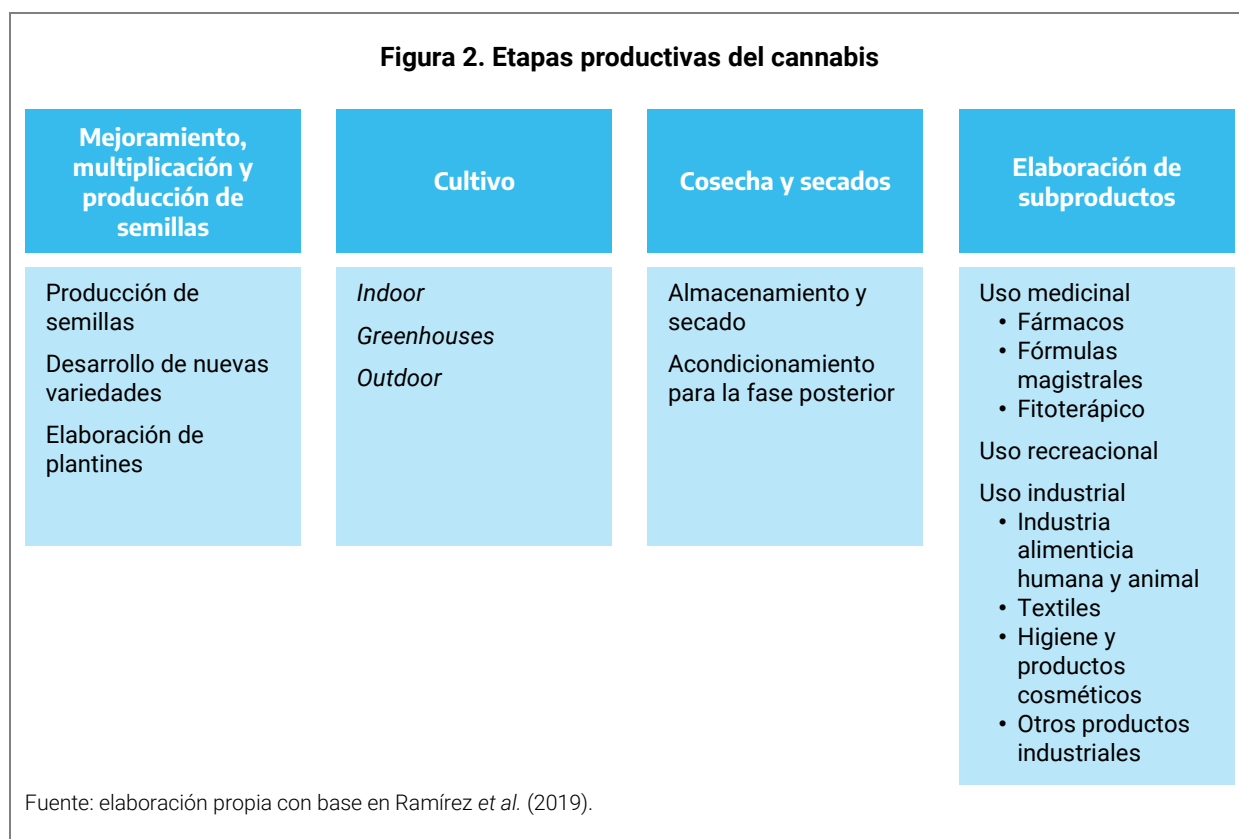 Figura 2. Etapas productivas del cannabis
Mejoramiento,
multiplicación y
producción de
semillas
Producción de
semillas
Desarrollo de nuevas
variedades
Elaboración de
plantines
Cultivo
Indoor
Greenhouses
Outdoor
Cosecha y secados
Almacenamiento y
secado
Acondicionamiento
para la fase posterior
Elaboración de
subproductos
Uso medicinal
• Fármacos
• Fórmulas
magistrales
• Fitoterápico
Uso recreacional
Uso industrial
• Industria
alimenticia
humana y animal
• Textiles
• Higiene y
productos
cosméticos
• Otros productos
industriales
Fuente: elaboración propia con base en Ramírez et al. (2019).